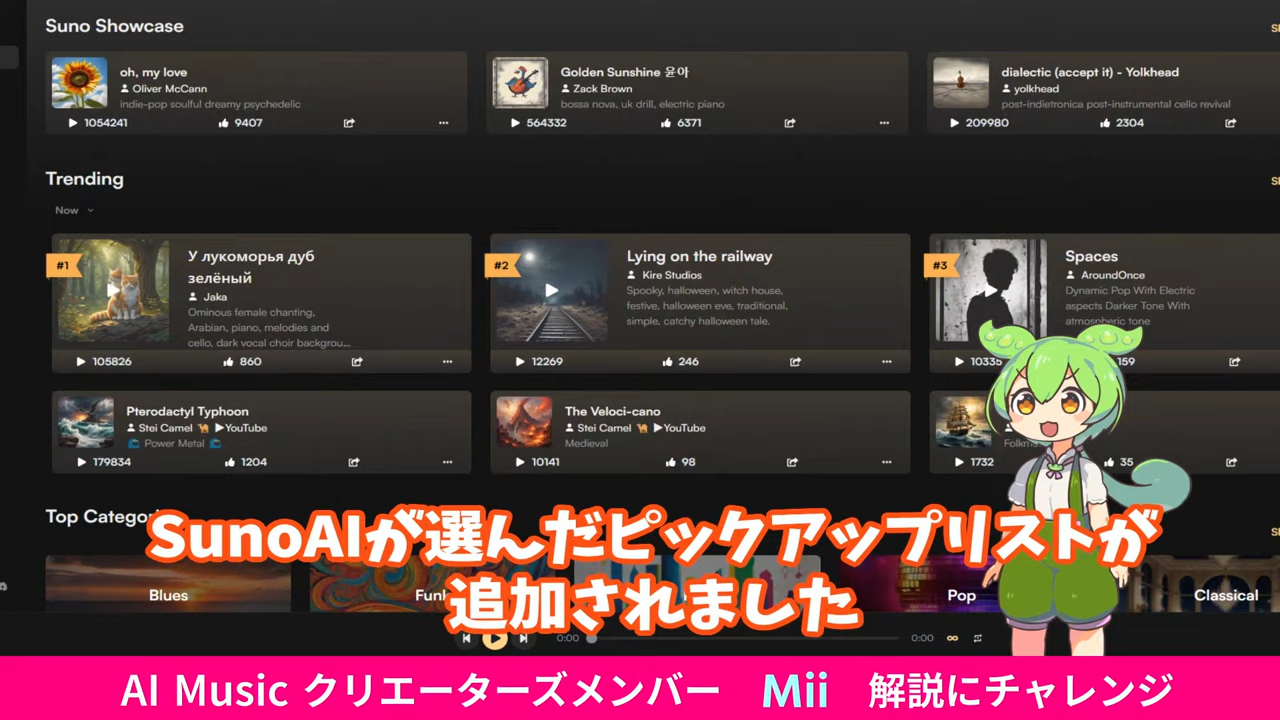 Suno Showcase
oh, my love
Oliver McCann
indie-pop soulful dreamy psychedelic
1054241 9407
Golden Sunshine 윤아
Zack Brown
bossa nova, uk drill, electric piano
564332 6371
dialectic (accept it) - Yolkhead
yolkhead
post-indietronica post-instrumental cello revival
209980 2304
Trending
Now
#1
У лукоморья дуб
зелёный
Jaka
Ominous female chanting,
Arabian, piano, melodies and
cello, dark vocal choir backgrou...
105826 860
#2
Lying on the railway
Kire Studios
Spooky, halloween, witch house,
festive, halloween eve, traditional,
simple, catchy halloween tale.
12269 246
#3
Spaces
AroundOnce
Dynamic Pop With Electric
aspects Darker Tone With
atmospheric tone
10335 159
Pterodactyl Typhoon
Stei Camel 🐫 ▶YouTube
🌊 Power Metal 🌊
179834 1204
The Veloci-cano
Stei Camel 🐫 ▶YouTube
Medieval
10141 98
1732 35
Top Categor
SunoAIが選んだピックアップリストが
追加されました
Blues
Funk
Pop
Classical
0:00 0:00
AI Music クリエーターズメンバー Mii 解説にチャレンジ